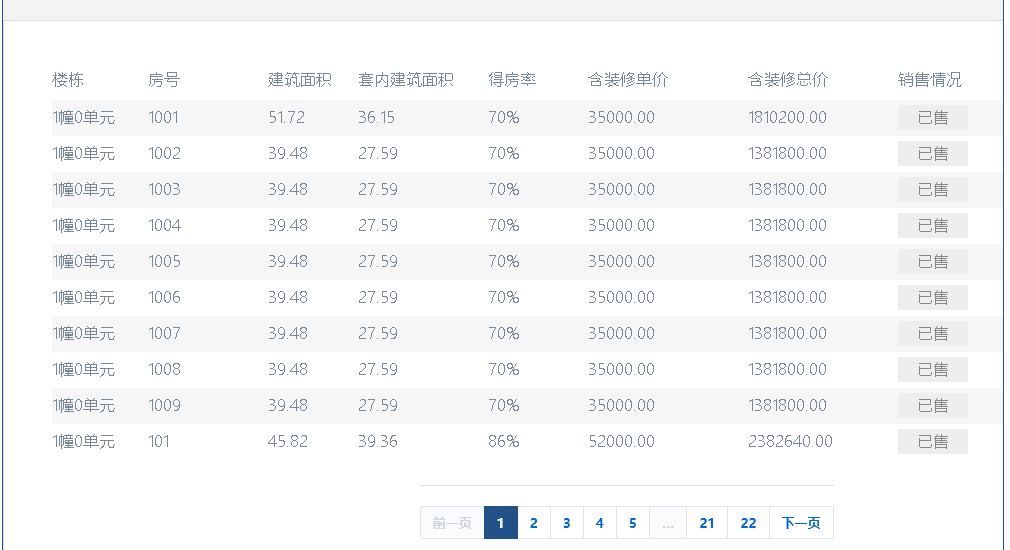 楼栋 房号 建筑面积 套内建筑面积 得房率 含装修单价 含装修总价 销售情况
1幢0单元 1001 51.72 36.15 70% 35000.00 1810200.00 已售
1幢0单元 1002 39.48 27.59 70% 35000.00 1381800.00 已售
1幢0单元 1003 39.48 27.59 70% 35000.00 1381800.00 已售
1幢0单元 1004 39.48 27.59 70% 35000.00 1381800.00 已售
1幢0单元 1005 39.48 27.59 70% 35000.00 1381800.00 已售
1幢0单元 1006 39.48 27.59 70% 35000.00 1381800.00 已售
1幢0单元 1007 39.48 27.59 70% 35000.00 1381800.00 已售
1幢0单元 1008 39.48 27.59 70% 35000.00 1381800.00 已售
1幢0单元 1009 39.48 27.59 70% 35000.00 1381800.00 已售
1幢0单元 101 45.82 39.36 86% 52000.00 2382640.00 已售
前一页 1 2 3 4 5 ... 21 22 下一页